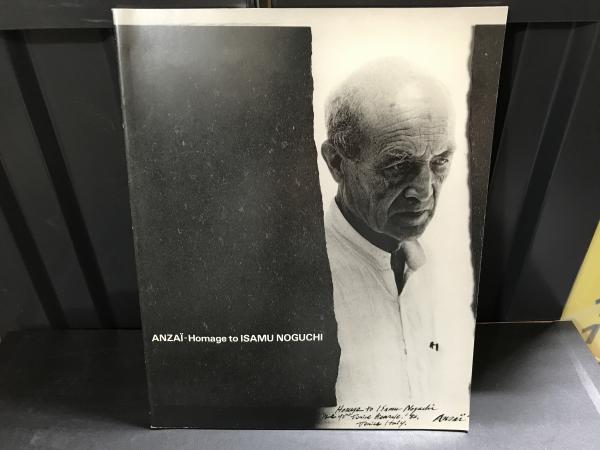 ANZAÏ-Homage to ISAMU NOGUCHI
Homage to Isamu Noguchi
Venice Italy.
Anzaï